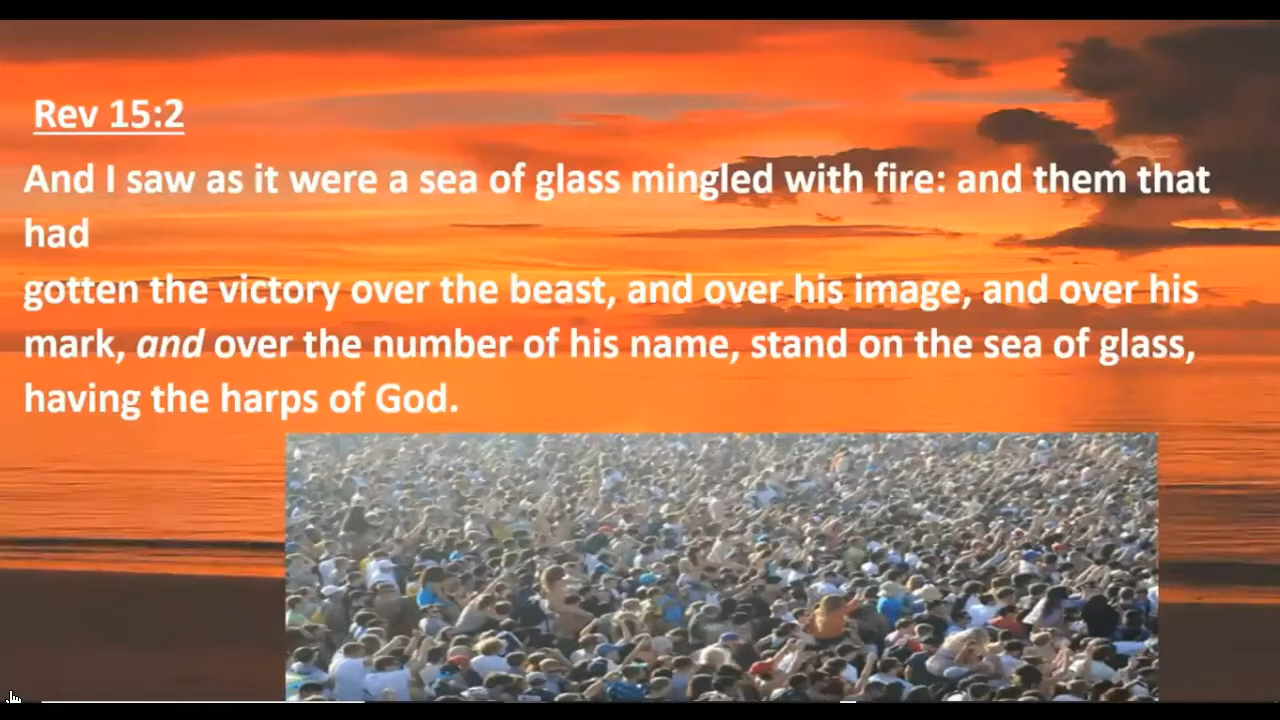 Rev 15:2
And I saw as it were a sea of glass mingled with fire: and them that
had
gotten the victory over the beast, and over his image, and over his
mark, and over the number of his name, stand on the sea of glass,
having the harps of God.